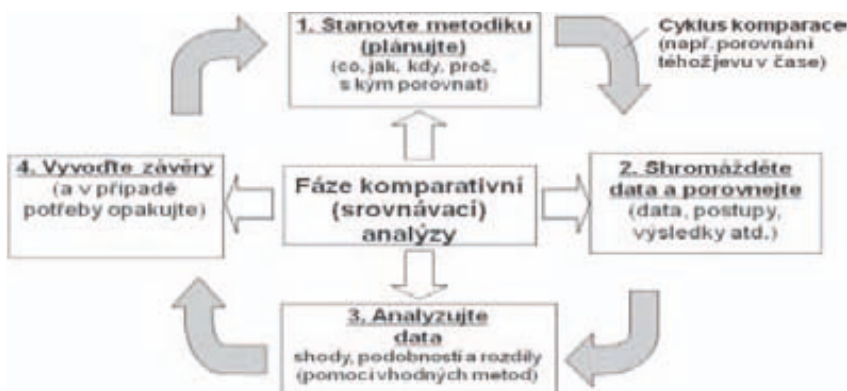 1. Stanovte metodiku
(plánujte)
(co, jak, kdy, proč,
s kým porovnat)
Cyklus komparace
(např. porovnání
téhož jevu v čase)
4. Vyvoďte závěry
(a v případě
potřeby opakujte)
Fáze komparativní
(srovnávací)
analýzy
2. Shromážděte
data a porovnejte
(data, postupy,
výsledky atd.)
3. Analyzujte
data
shody, podobnosti a rozdíly
(pomocí vhodných metod)